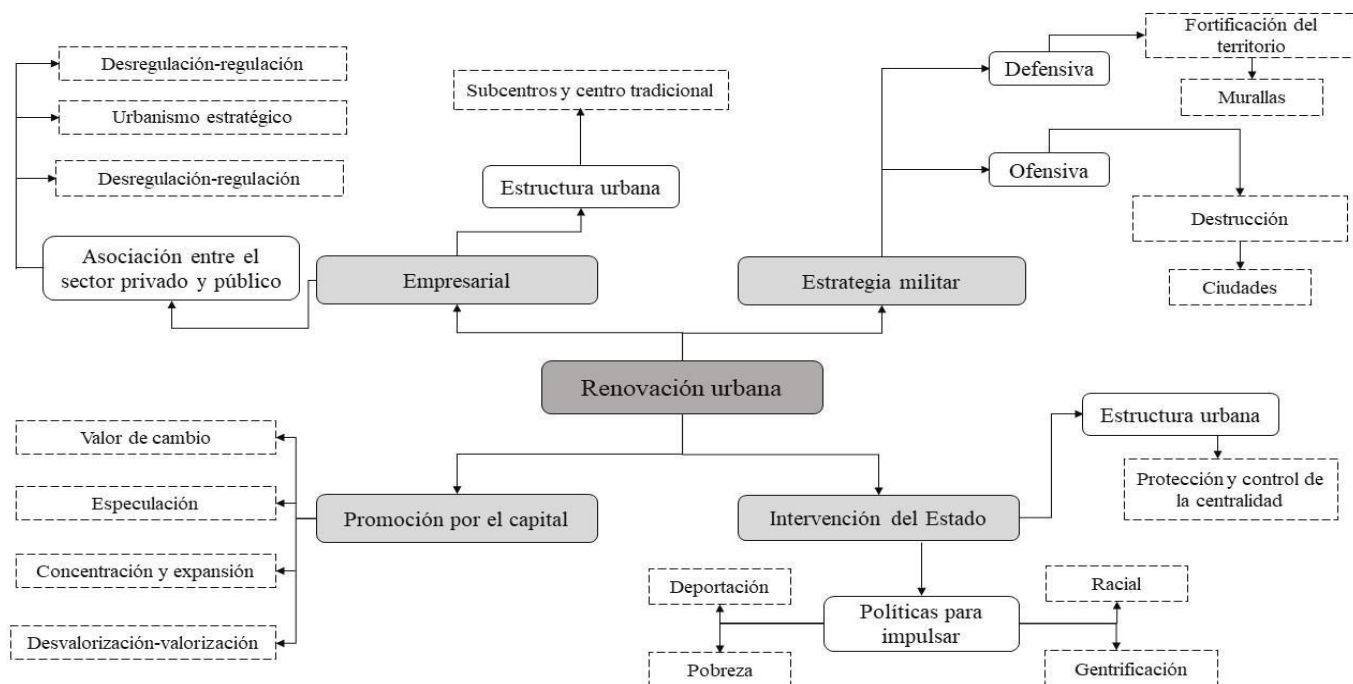 Desregulación-regulación
Urbanismo estratégico
Desregulación-regulación
Asociación entre el
sector privado y público
Subcentros y centro tradicional
Estructura urbana
Empresarial
Defensiva
Fortificación del
territorio
Murallas
Ofensiva
Destrucción
Ciudades
Estrategia militar
Renovación urbana
Valor de cambio
Especulación
Concentración y expansión
Desvalorización-valorización
Promoción por el capital
Intervención del Estado
Estructura urbana
Protección y control de
la centralidad
Deportación
Pobreza
Políticas para
impulsar
Racial
Gentrificación